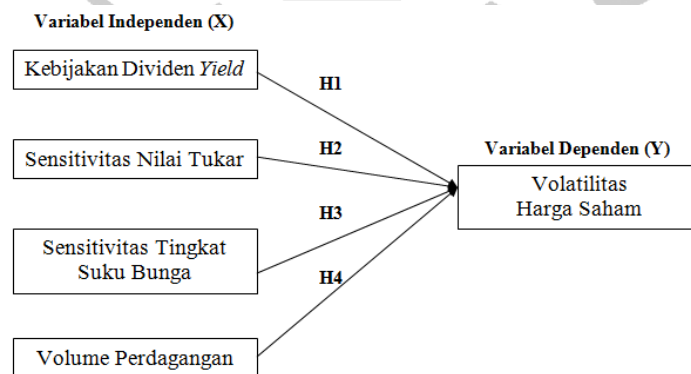 Variabel Independen (X)
Kebijakan Dividen Yield
H1
Sensitivitas Nilai Tukar
H2
Variabel Dependen (Y)
Volatilitas
Harga Saham
H3
Sensitivitas Tingkat
Suku Bunga
H4
Volume Perdagangan